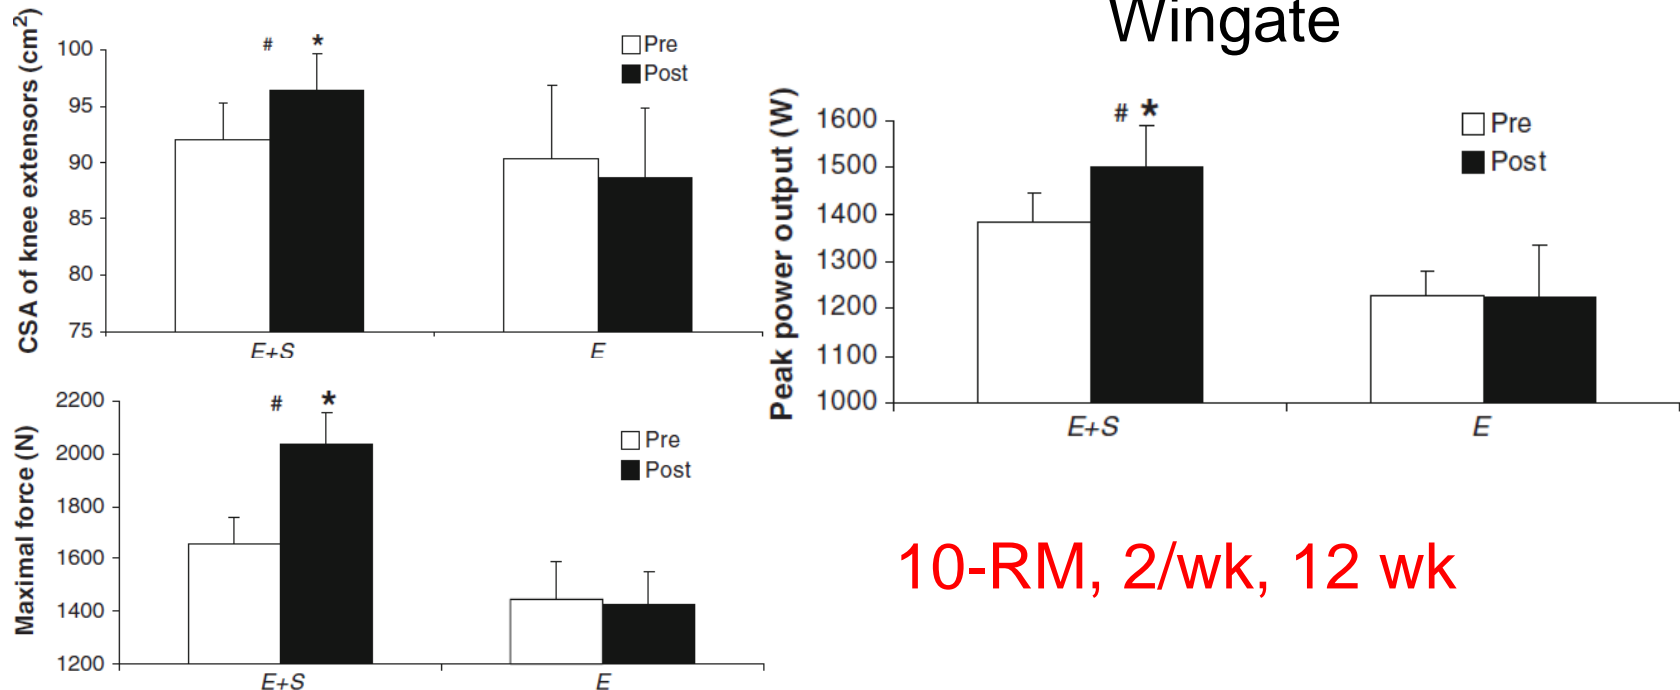 CSA of knee extensors (cm²)
100
95
90
85
80
75
# *
Pre
Post
E+S
E
Maximal force (N)
2200
2000
1800
1600
1400
1200
# *
Pre
Post
E+S
E
Wingate
Peak power output (W)
1600
1500
1400
1300
1200
1100
1000
# *
Pre
Post
E+S
E
10-RM, 2/wk, 12 wk